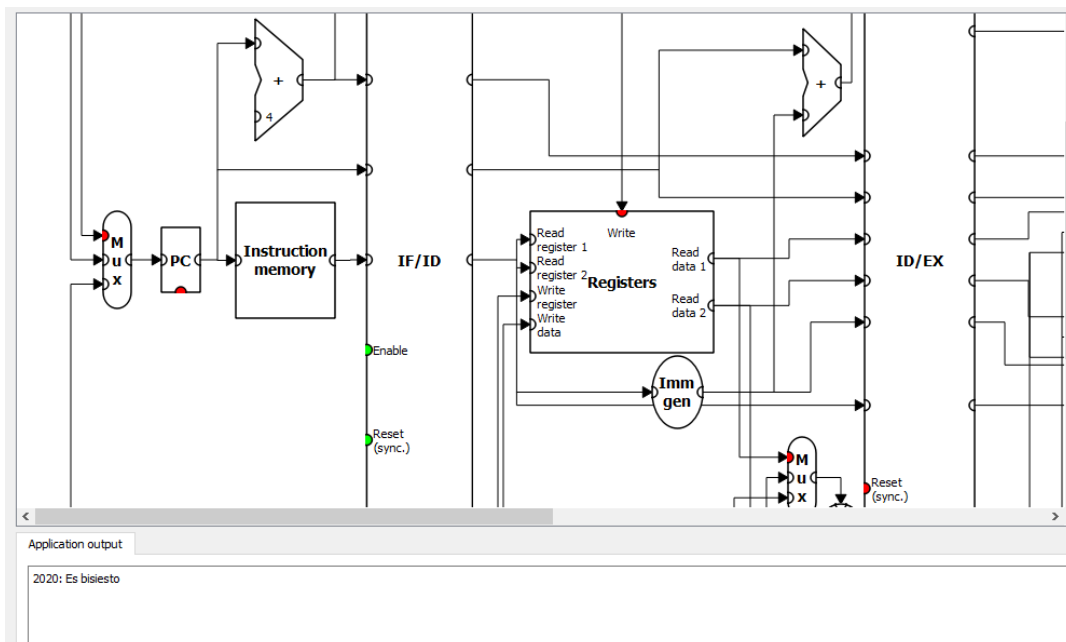 +
4
+
M
u
x
PC
Instruction
memory
IF/ID
Read
register 1
Read
register 2
Write
register
Write
data
Write
Registers
Read
data 1
Read
data 2
ID/EX
Enable
Imm
gen
Reset
(sync.)
M
u
x
Reset
(sync.)
Application output
2020: Es bisiesto